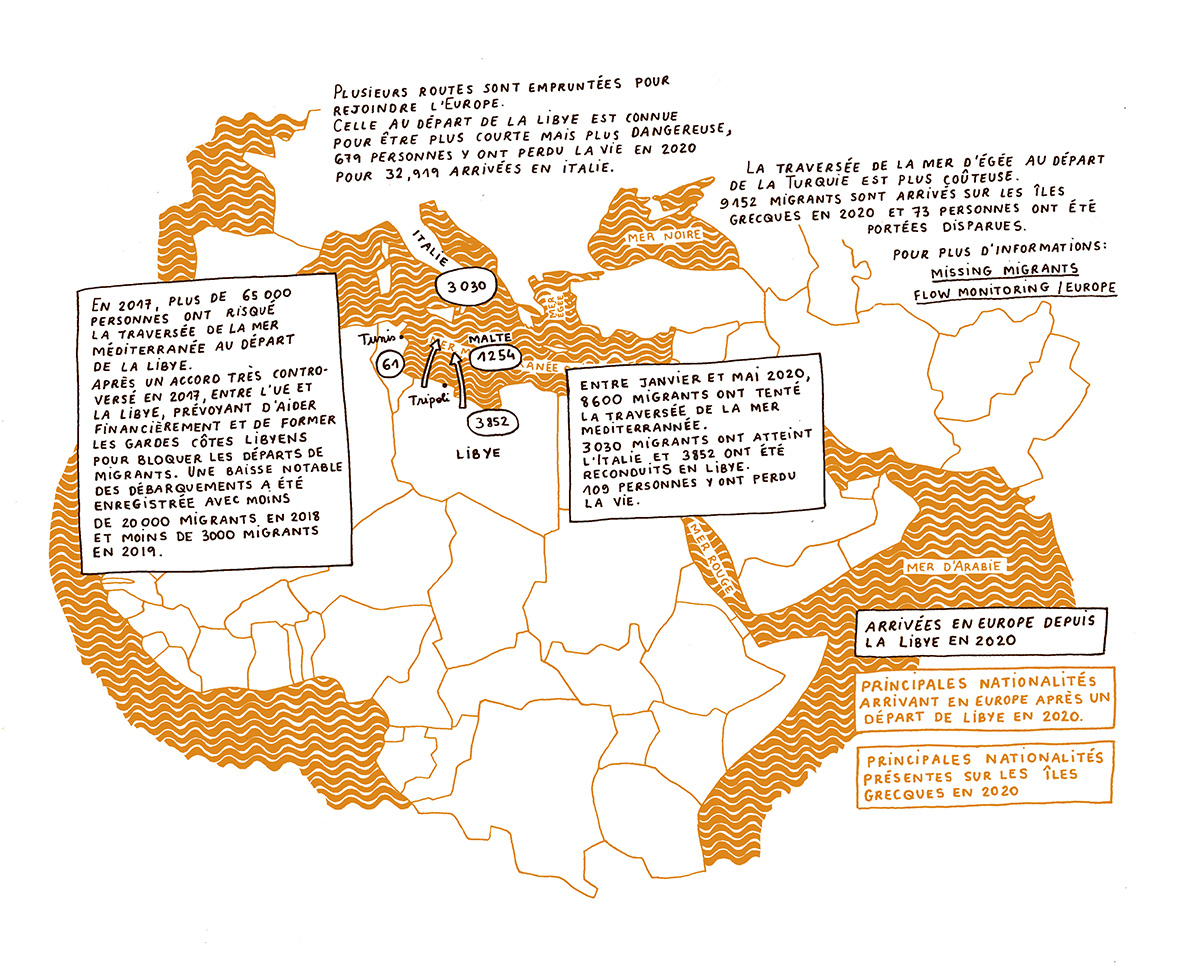 PLUSIEURS ROUTES SONT EMPRUNTÉES POUR
REJOINDRE L'EUROPE.
CELLE AU DÉPART DE LA LIBYE EST CONNUE
POUR ÊTRE PLUS COURTE MAIS PLUS DANGEREUSE,
679 PERSONNES Y ONT PERDU LA VIE EN 2020
POUR 32,919 ARRIVÉES EN ITALIE.
LA TRAVERSÉE DE LA MER D'ÉGÉE AU DÉPART
DE LA TURQUIE EST PLUS COÛTEUSE.
9152 MIGRANTS SONT ARRIVÉS SUR LES ÎLES
GRECQUES EN 2020 ET 73 PERSONNES ONT ÉTÉ
PORTÉES DISPARUES.
POUR PLUS D'INFORMATIONS:
MISSING MIGRANTS
FLOW MONITORING / EUROPE
MER NOIRE
ITALIE
3030
MER
ÉGÉE
EN 2017, PLUS DE 65000
PERSONNES ONT RISQUÉ
LA TRAVERSÉE DE LA MER
MÉDITERRANÉE AU DÉPART
DE LA LIBYE.
APRÈS UN ACCORD TRÈS CONTRO-
VERSÉ EN 2017, ENTRE L'UE ET
LA LIBYE, PRÉVOYANT D'AIDER
FINANCIÈREMENT ET DE FORMER
LES GARDES CÔTES LIBYENS
POUR BLOQUER LES DÉPARTS DE
MIGRANTS. UNE BAISSE NOTABLE
DES DÉBARQUEMENTS A ÉTÉ
ENREGISTRÉE AVEC MOINS
DE 20000 MIGRANTS EN 2018
ET MOINS DE 3000 MIGRANTS
EN 2019.
Tunis
61
MER M
ANÉE
MALTE
1254
Tripoli
3852
LIBYE
ENTRE JANVIER ET MAI 2020,
8600 MIGRANTS ONT TENTÉ
LA TRAVERSÉE DE LA MER
MÉDITERRANNÉE.
3030 MIGRANTS ONT ATTEINT
L'ITALIE ET 3852 ONT ÉTÉ
RECONDUITS EN LIBYE.
109 PERSONNES Y ONT PERDU
LA VIE.
MER ROUGE
MER D'ARABIE
ARRIVÉES EN EUROPE DEPUIS
LA LIBYE EN 2020
PRINCIPALES NATIONALITÉS
ARRIVANT EN EUROPE APRÈS UN
DÉPART DE LIBYE EN 2020.
PRINCIPALES NATIONALITÉS
PRÉSENTES SUR LES ÎLES
GRECQUES EN 2020